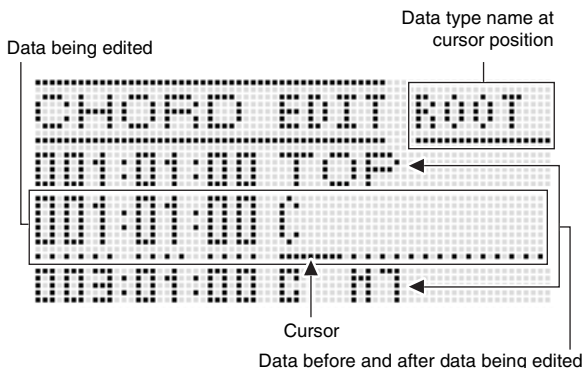 Data type name at
cursor position
Data being edited
CHORD EDIT ROOT
001:01:00 TOP
001:01:00 C
003:01:00 G M7
Cursor
Data before and after data being edited